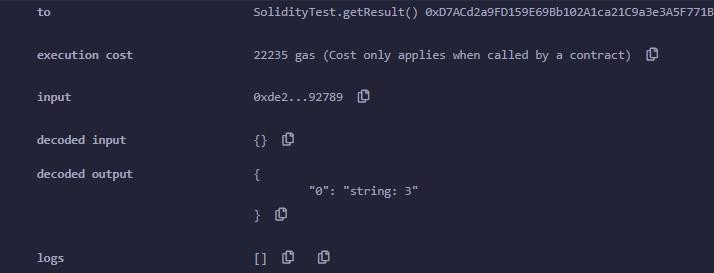 to SolidityTest.getResult() 0xD7ACd2a9FD159E69Bb102A1ca21C9a3e3A5F771B
execution cost 22235 gas (Cost only applies when called by a contract)
input 0xde2...92789
decoded input {}
decoded output {
"0": "string: 3"
}
logs []